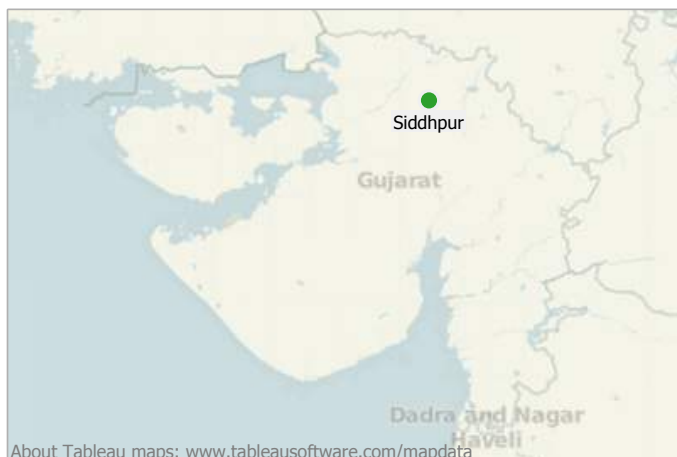 Siddhpur
Gujarat
Dadra and Nagar
Haveli
About Tableau maps: www.tableausoftware.com/mapdata